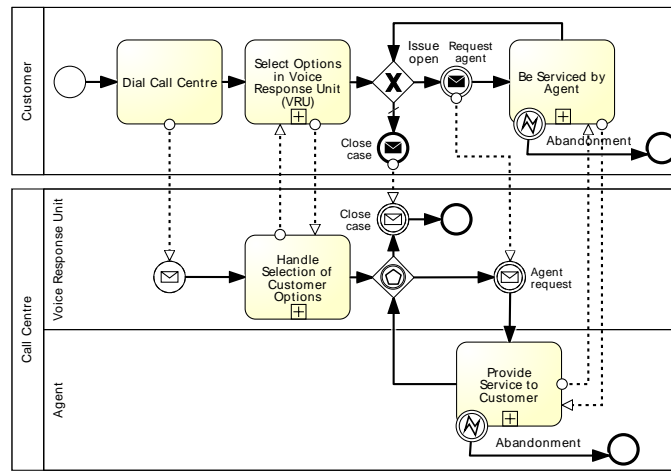 Customer
Dial Call Centre
Select Options
in Voice
Response Unit
(VRU)
Issue
open
Request
agent
Be Serviced by
Agent
Abandonment
Close
case
Call Centre
Voice Response Unit
Handle
Selection of
Customer
Options
Close
case
Agent
request
Agent
Provide
Service to
Customer
Abandonment